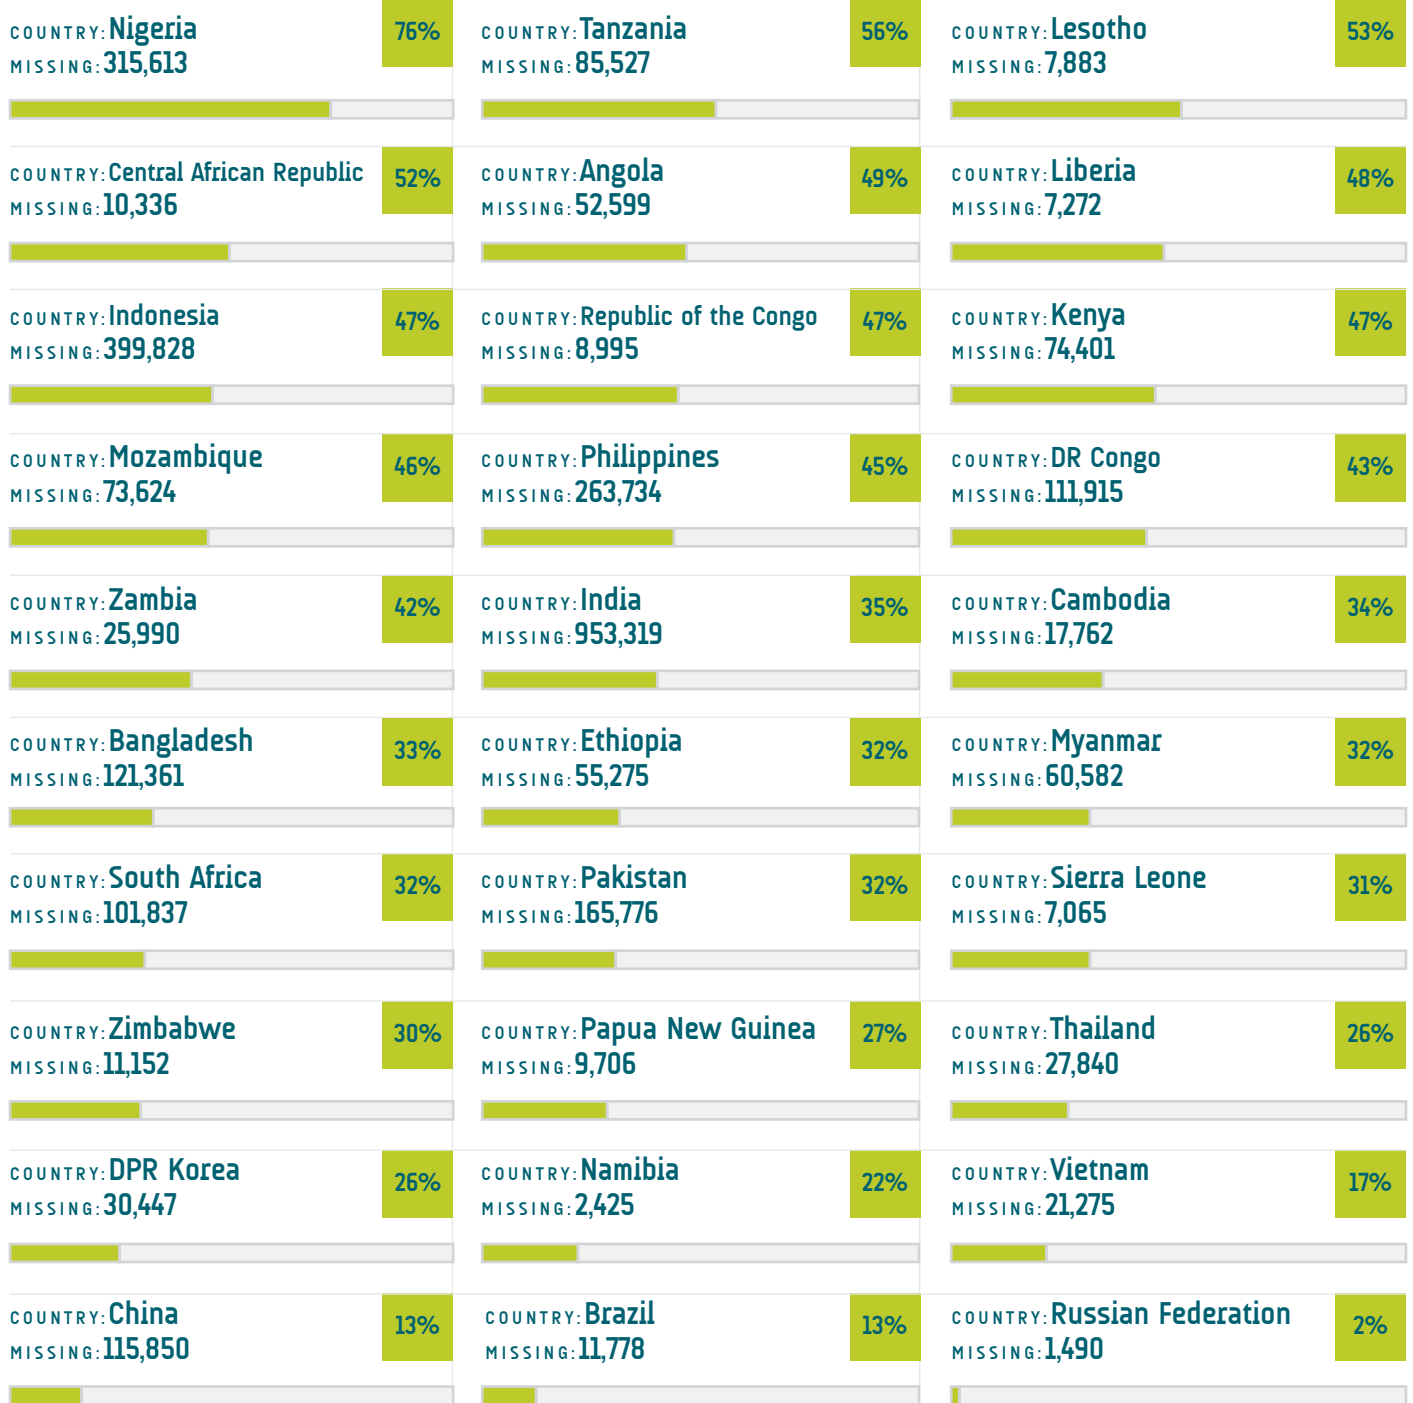 COUNTRY: Nigeria
MISSING: 315,613
76%
COUNTRY: Tanzania
MISSING: 85,527
56%
COUNTRY: Lesotho
MISSING: 7,883
53%
COUNTRY: Central African Republic
MISSING: 10,336
52%
COUNTRY: Angola
MISSING: 52,599
49%
COUNTRY: Liberia
MISSING: 7,272
48%
COUNTRY: Indonesia
MISSING: 399,828
47%
COUNTRY: Republic of the Congo
MISSING: 8,995
47%
COUNTRY: Kenya
MISSING: 74,401
47%
COUNTRY: Mozambique
MISSING: 73,624
46%
COUNTRY: Philippines
MISSING: 263,734
45%
COUNTRY: DR Congo
MISSING: 111,915
43%
COUNTRY: Zambia
MISSING: 25,990
42%
COUNTRY: India
MISSING: 953,319
35%
COUNTRY: Cambodia
MISSING: 17,762
34%
COUNTRY: Bangladesh
MISSING: 121,361
33%
COUNTRY: Ethiopia
MISSING: 55,275
32%
COUNTRY: Myanmar
MISSING: 60,582
32%
COUNTRY: South Africa
MISSING: 101,837
32%
COUNTRY: Pakistan
MISSING: 165,776
32%
COUNTRY: Sierra Leone
MISSING: 7,065
31%
COUNTRY: Zimbabwe
MISSING: 11,152
30%
COUNTRY: Papua New Guinea
MISSING: 9,706
27%
COUNTRY: Thailand
MISSING: 27,840
26%
COUNTRY: DPR Korea
MISSING: 30,447
26%
COUNTRY: Namibia
MISSING: 2,425
22%
COUNTRY: Vietnam
MISSING: 21,275
17%
COUNTRY: China
MISSING: 115,850
13%
COUNTRY: Brazil
MISSING: 11,778
13%
COUNTRY: Russian Federation
MISSING: 1,490
2%